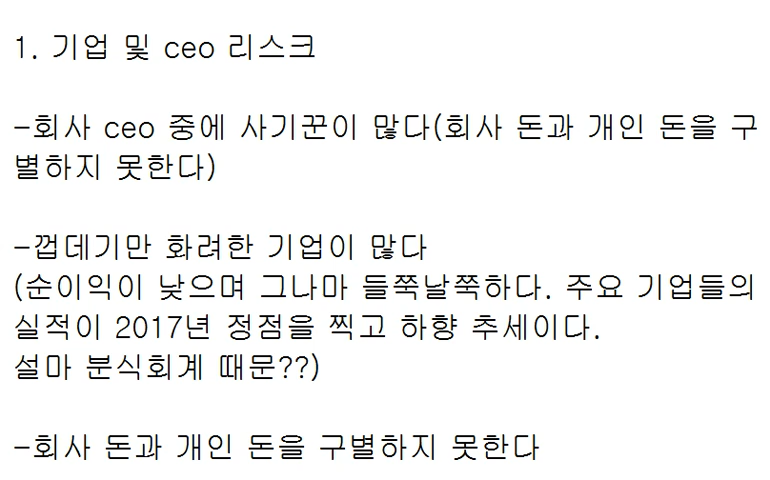 1. 기업 및 ceo 리스크
-회사 ceo 중에 사기꾼이 많다(회사 돈과 개인 돈을 구
별하지 못한다)
-껍데기만 화려한 기업이 많다
(순이익이 낮으며 그나마 들쭉날쭉하다. 주요 기업들의
실적이 2017년 정점을 찍고 하향 추세이다.
설마 분식회계 때문??)
-회사 돈과 개인 돈을 구별하지 못한다